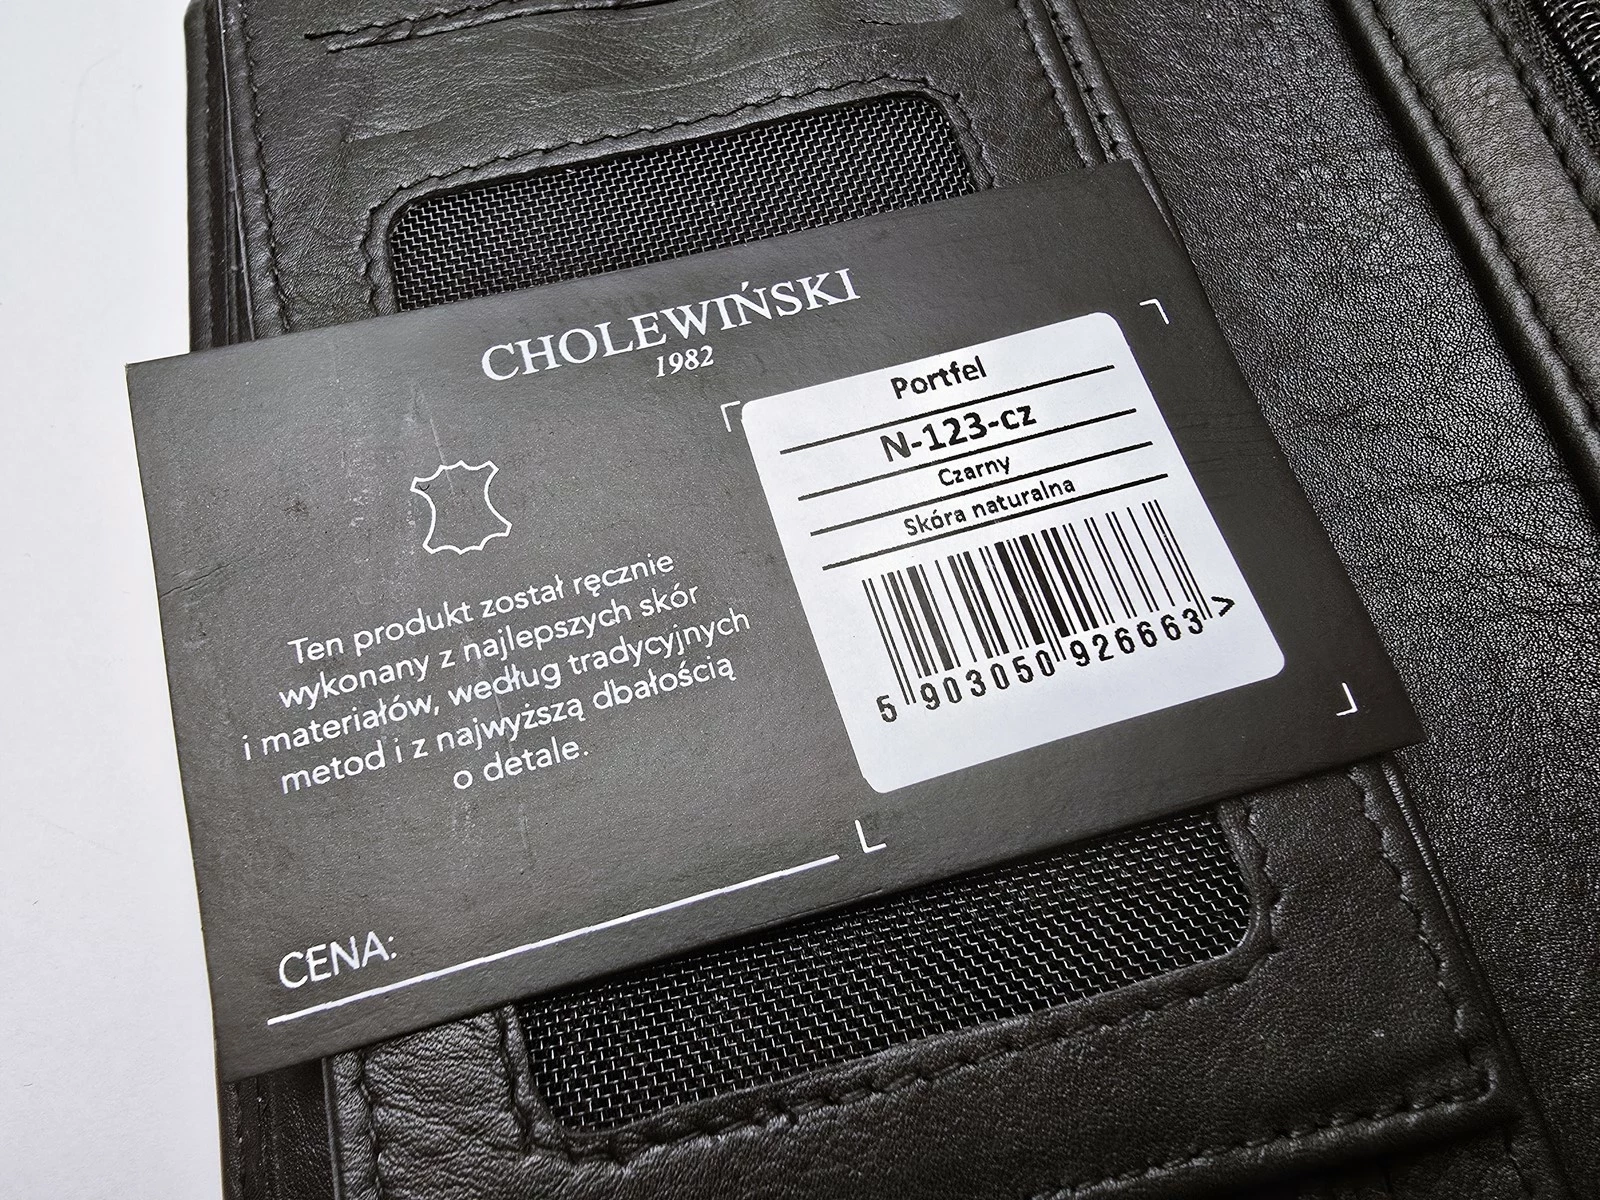 CHOLEWIŃSKI
1982
Ten produkt został ręcznie
wykonany z najlepszych skór
i materiałów, według tradycyjnych
metod i z najwyższą dbałością
o detale.
CENA:
Portfel
N-123-cz
Czarny
Skóra naturalna
5 903050 926663 >